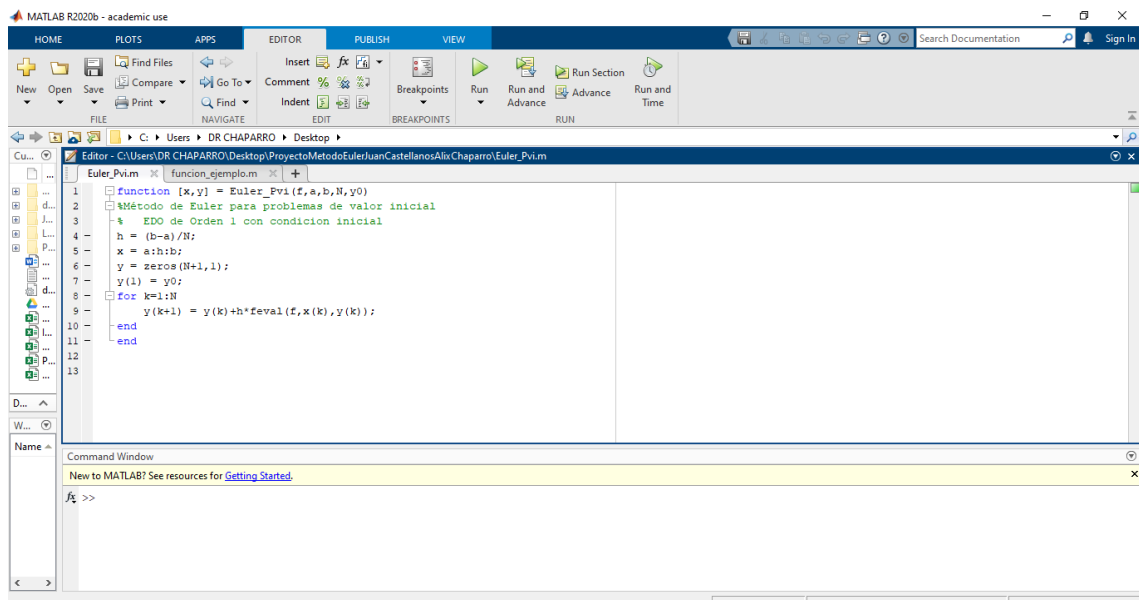 MATLAB R2020b - academic use
HOME PLOTS APPS EDITOR PUBLISH VIEW Search Documentation Sign In
New Open Save Find Files Compare Print
Go To Find
Insert fx Comment Indent
Breakpoints Run Run and Advance Run Section Advance Run and Time
FILE NAVIGATE EDIT BREAKPOINTS RUN
C: Users DR CHAPARRO Desktop
Cu... Editor - C:\Users\DR CHAPARRO\Desktop\ProyectoMetodoEulerJuanCastellanosAlixChaparro\Euler_Pvi.m
Euler_Pvi.m funcion_ejemplo.m +
1 function [x,y] = Euler_Pvi(f,a,b,N,y0)
2 %Método de Euler para problemas de valor inicial
3 % EDO de Orden 1 con condicion inicial
4 - h = (b-a)/N;
5 - x = a:h:b;
6 - y = zeros(N+1,1);
7 - y(1) = y0;
8 - for k=1:N
9 - y(k+1) = y(k)+h*feval(f,x(k),y(k));
10 - end
11 - end
12
13
...
d...
J...
L...
P...
...
...
d...
...
...
I...
...
P...
...
D...
W...
Name
Command Window
New to MATLAB? See resources for Getting Started.
fx >>